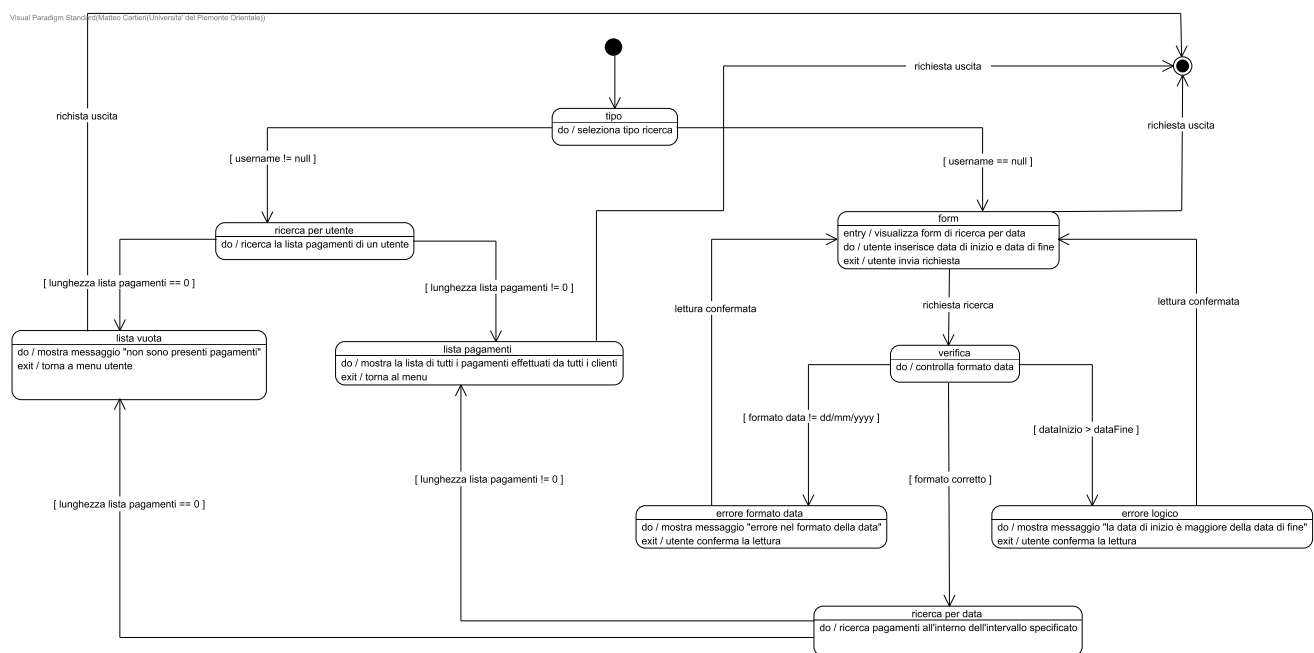 Visual Paradigm Standard(Matteo Cartieri(Universita' del Piemonte Orientale))
richiesta uscita
richista uscita
tipo
do / seleziona tipo ricerca
richiesta uscita
[ username != null ]
[ username == null ]
form
entry / visualizza form di ricerca per data
do / utente inserisce data di inizio e data di fine
exit / utente invia richiesta
ricerca per utente
do / ricerca la lista pagamenti di un utente
[ lunghezza lista pagamenti == 0 ]
[ lunghezza lista pagamenti != 0 ]
lettura confermata
richiesta ricerca
lettura confermata
lista vuota
do / mostra messaggio "non sono presenti pagamenti"
exit / torna a menu utente
lista pagamenti
do / mostra la lista di tutti i pagamenti effettuati da tutti i clienti
exit / torna al menu
verifica
do / controlla formato data
[ formato data != dd/mm/yyyy ]
[ dataInizio > dataFine ]
[ lunghezza lista pagamenti != 0 ]
[ formato corretto ]
[ lunghezza lista pagamenti == 0 ]
errore formato data
do / mostra messaggio "errore nel formato della data"
exit / utente conferma la lettura
errore logico
do / mostra messaggio "la data di inizio è maggiore della data di fine"
exit / utente conferma la lettura
ricerca per data
do / ricerca pagamenti all'interno dell'intervallo specificato